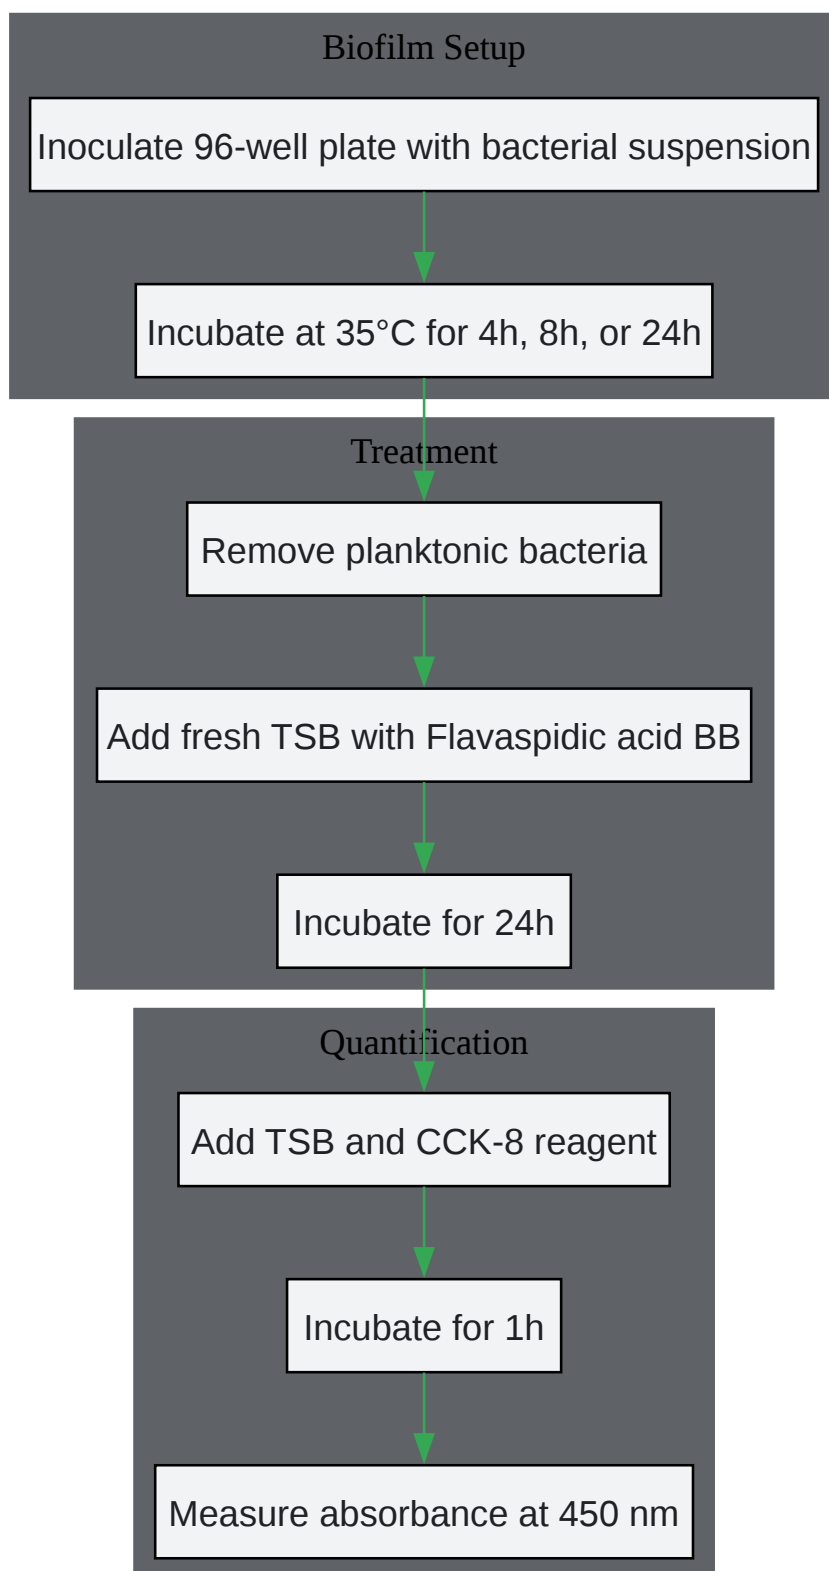 Biofilm Setup
Inoculate 96-well plate with bacterial suspension
Incubate at 35°C for 4h, 8h, or 24h
Treatment
Remove planktonic bacteria
Add fresh TSB with Flavaspidic acid BB
Incubate for 24h
Quantification
Add TSB and CCK-8 reagent
Incubate for 1h
Measure absorbance at 450 nm